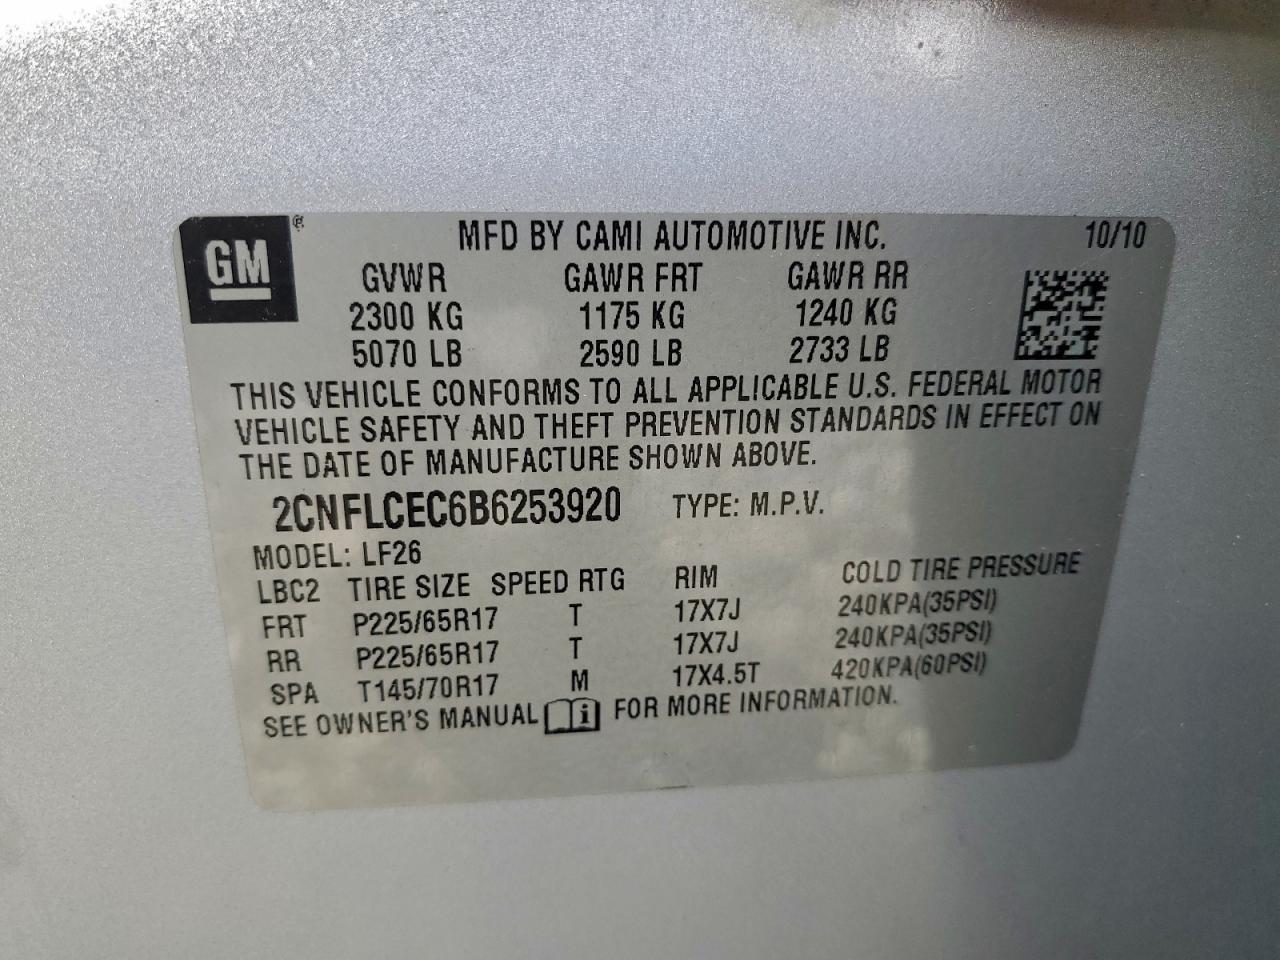 GM ®
MFD BY CAMI AUTOMOTIVE INC. 10/10
GVWR GAWR FRT GAWR RR
2300 KG 1175 KG 1240 KG
5070 LB 2590 LB 2733 LB
THIS VEHICLE CONFORMS TO ALL APPLICABLE U.S. FEDERAL MOTOR
VEHICLE SAFETY AND THEFT PREVENTION STANDARDS IN EFFECT ON
THE DATE OF MANUFACTURE SHOWN ABOVE.
2CNFLCEC6B6253920 TYPE: M.P.V.
MODEL: LF26
LBC2 TIRE SIZE SPEED RTG RIM COLD TIRE PRESSURE
FRT P225/65R17 T 17X7J 240KPA(35PSI)
RR P225/65R17 T 17X7J 240KPA(35PSI)
SPA T145/70R17 M 17X4.5T 420KPA(60PSI)
SEE OWNER'S MANUAL i FOR MORE INFORMATION.